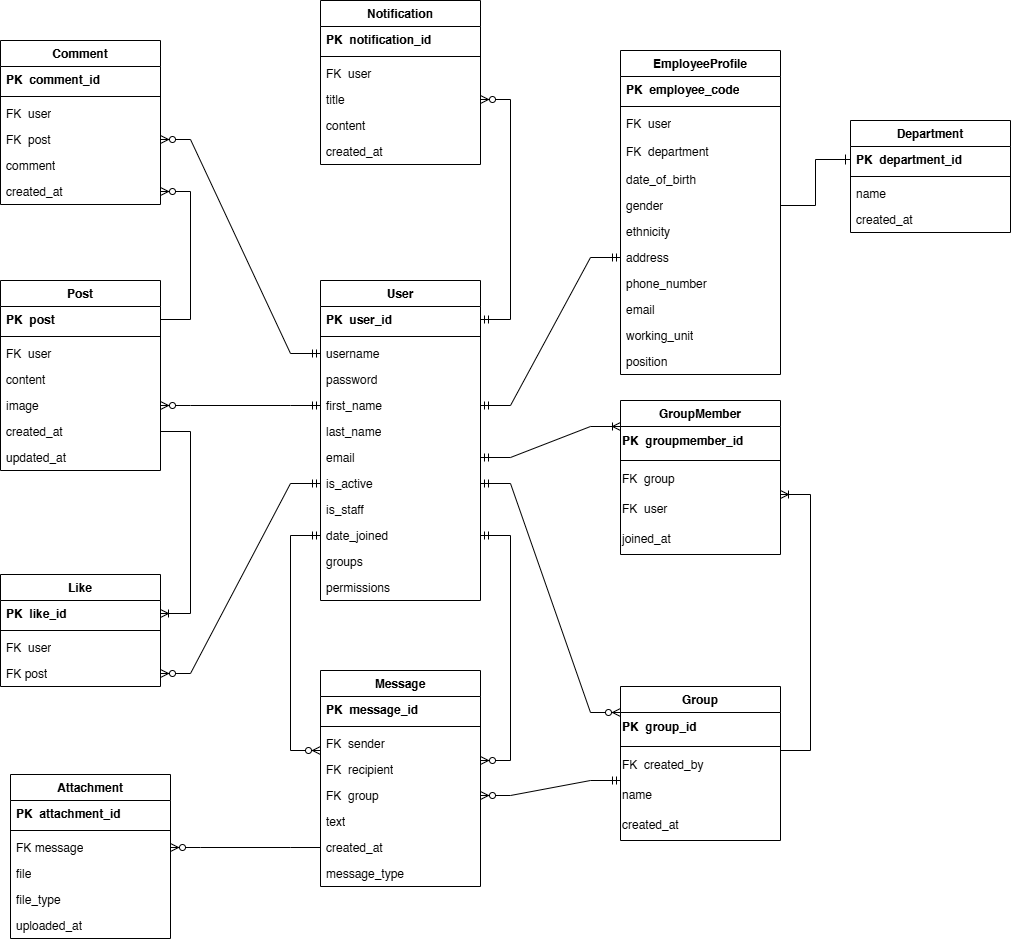 Notification
PK notification_id
FK user
title
content
created_at
Comment
PK comment_id
FK user
FK post
comment
created_at
EmployeeProfile
PK employee_code
FK user
FK department
date_of_birth
gender
ethnicity
address
phone_number
email
working_unit
position
Department
PK department_id
name
created_at
Post
PK post
FK user
content
image
created_at
updated_at
User
PK user_id
username
password
first_name
last_name
email
is_active
is_staff
date_joined
groups
permissions
GroupMember
PK groupmember_id
FK group
FK user
joined_at
Like
PK like_id
FK user
FK post
Message
PK message_id
FK sender
FK recipient
FK group
text
created_at
message_type
Group
PK group_id
FK created_by
name
created_at
Attachment
PK attachment_id
FK message
file
file_type
uploaded_at